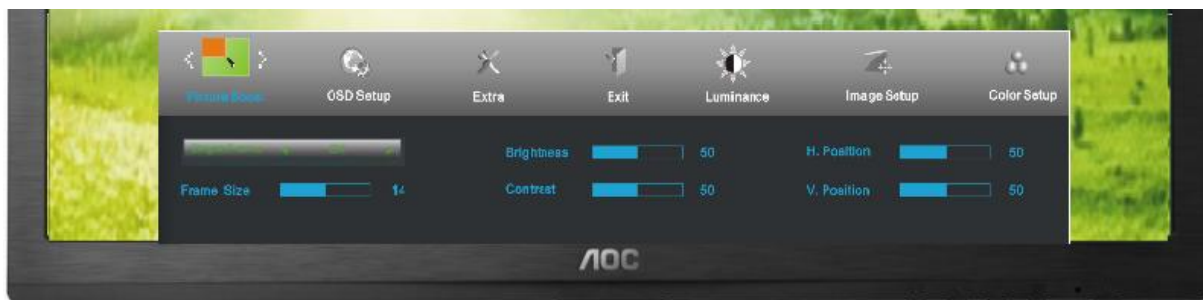 Picture Boost
OSD Setup
Extra
Exit
Luminance
Image Setup
Color Setup
Brightness 50
H. Position 50
Frame Size 14
Contrast 50
V. Position 50
AOC